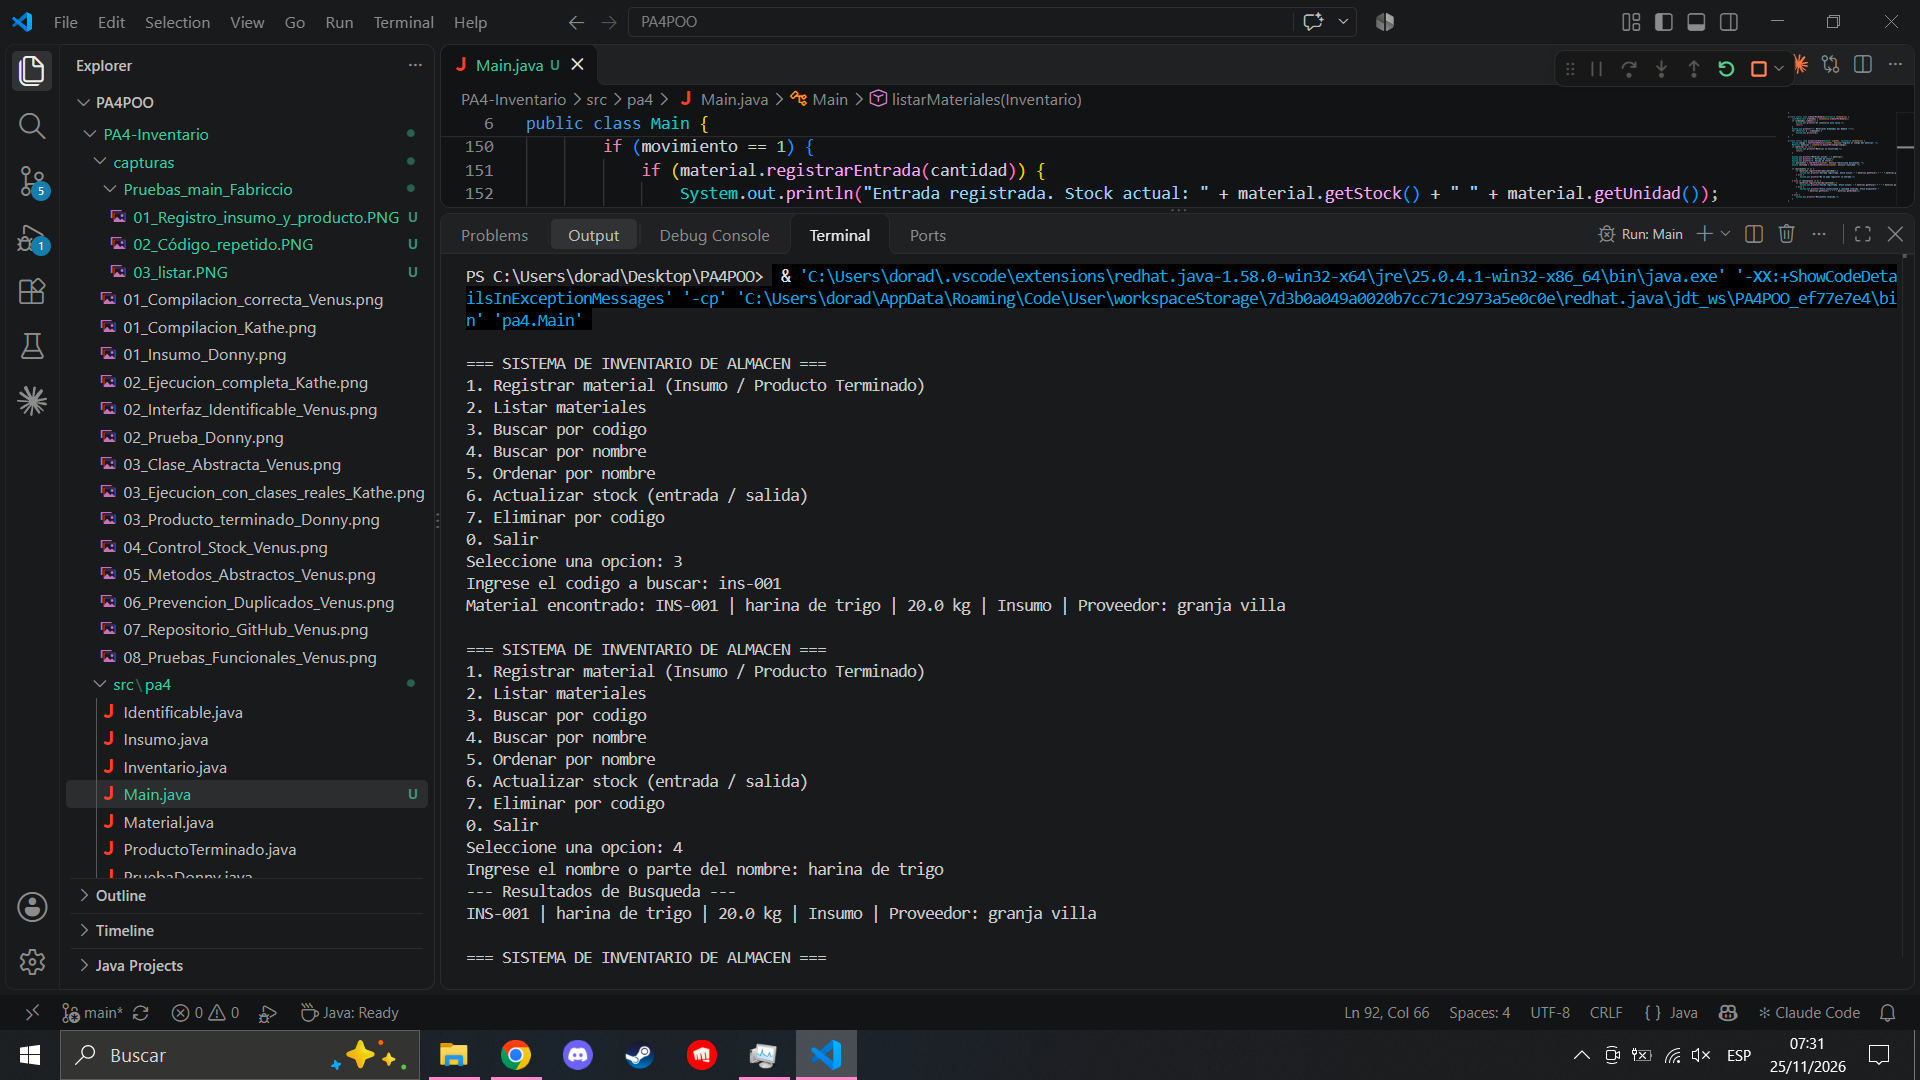 File Edit Selection View Go Run Terminal Help
PA4POO
Explorer
PA4POO
PA4-Inventario
capturas
Pruebas_main_Fabriccio
01_Registro_insumo_y_producto.PNG U
02_Código_repetido.PNG U
03_listar.PNG U
01_Compilacion_correcta_Venus.png
01_Compilacion_Kathe.png
01_Insumo_Donny.png
02_Ejecucion_completa_Kathe.png
02_Interfaz_Identificable_Venus.png
02_Prueba_Donny.png
03_Clase_Abstracta_Venus.png
03_Ejecucion_con_clases_reales_Kathe.png
03_Producto_terminado_Donny.png
04_Control_Stock_Venus.png
05_Metodos_Abstractos_Venus.png
06_Prevencion_Duplicados_Venus.png
07_Repositorio_GitHub_Venus.png
08_Pruebas_Funcionales_Venus.png
src\pa4
J Identificable.java
J Insumo.java
J Inventario.java
J Main.java U
J Material.java
J ProductoTerminado.java
J PruebaDonny.java
Outline
Timeline
Java Projects
5
1
J Main.java U
PA4-Inventario > src > pa4 > J Main.java > Main > listarMateriales(Inventario)
6 public class Main {
150 if (movimiento == 1) {
151 if (material.registrarEntrada(cantidad)) {
152 System.out.println("Entrada registrada. Stock actual: " + material.getStock() + " " + material.getUnidad());
Problems Output Debug Console Terminal Ports
Run: Main
PS C:\Users\dorad\Desktop\PA4POO> & 'C:\Users\dorad\.vscode\extensions\redhat.java-1.58.0-win32-x64\jre\25.0.4.1-win32-x86_64\bin\java.exe' '-XX:+ShowCodeDeta
ilsInExceptionMessages' '-cp' 'C:\Users\dorad\AppData\Roaming\Code\User\workspaceStorage\7d3b0a049a0020b7cc71c2973a5e0c0e\redhat.java\jdt_ws\PA4POO_ef77e7e4\bi
n' 'pa4.Main'
=== SISTEMA DE INVENTARIO DE ALMACEN ===
1. Registrar material (Insumo / Producto Terminado)
2. Listar materiales
3. Buscar por codigo
4. Buscar por nombre
5. Ordenar por nombre
6. Actualizar stock (entrada / salida)
7. Eliminar por codigo
0. Salir
Seleccione una opcion: 3
Ingrese el codigo a buscar: ins-001
Material encontrado: INS-001 | harina de trigo | 20.0 kg | Insumo | Proveedor: granja villa
=== SISTEMA DE INVENTARIO DE ALMACEN ===
1. Registrar material (Insumo / Producto Terminado)
2. Listar materiales
3. Buscar por codigo
4. Buscar por nombre
5. Ordenar por nombre
6. Actualizar stock (entrada / salida)
7. Eliminar por codigo
0. Salir
Seleccione una opcion: 4
Ingrese el nombre o parte del nombre: harina de trigo
--- Resultados de Busqueda ---
INS-001 | harina de trigo | 20.0 kg | Insumo | Proveedor: granja villa
=== SISTEMA DE INVENTARIO DE ALMACEN ===
main* 0 0 Java: Ready
Ln 92, Col 66 Spaces: 4 UTF-8 CRLF { } Java Claude Code
Buscar
ESP
07:31
25/11/2026